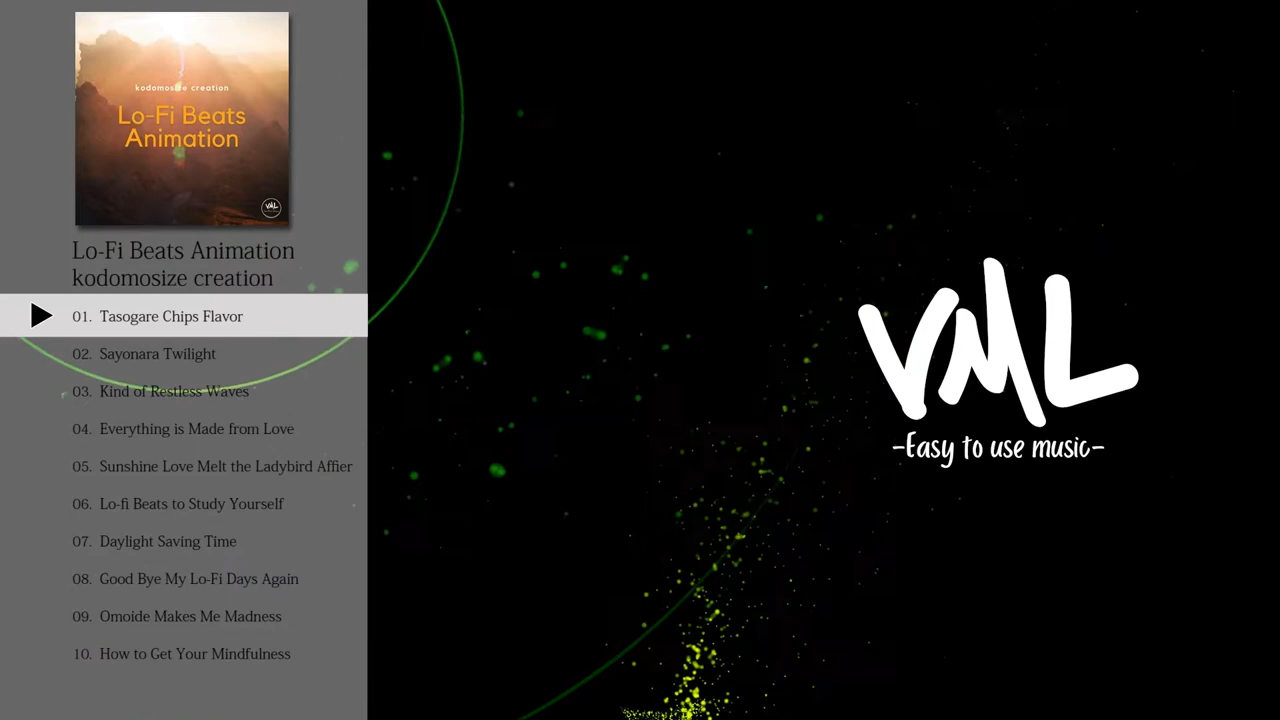 kodomosize creation
Lo-Fi Beats
Animation
VML
Lo-Fi Beats Animation
kodomosize creation
01. Tasogare Chips Flavor
02. Sayonara Twilight
03. Kind of Restless Waves
04. Everything is Made from Love
05. Sunshine Love Melt the Ladybird Affier
06. Lo-fi Beats to Study Yourself
07. Daylight Saving Time
08. Good Bye My Lo-Fi Days Again
09. Omoide Makes Me Madness
10. How to Get Your Mindfulness
VML
-Easy to use music-